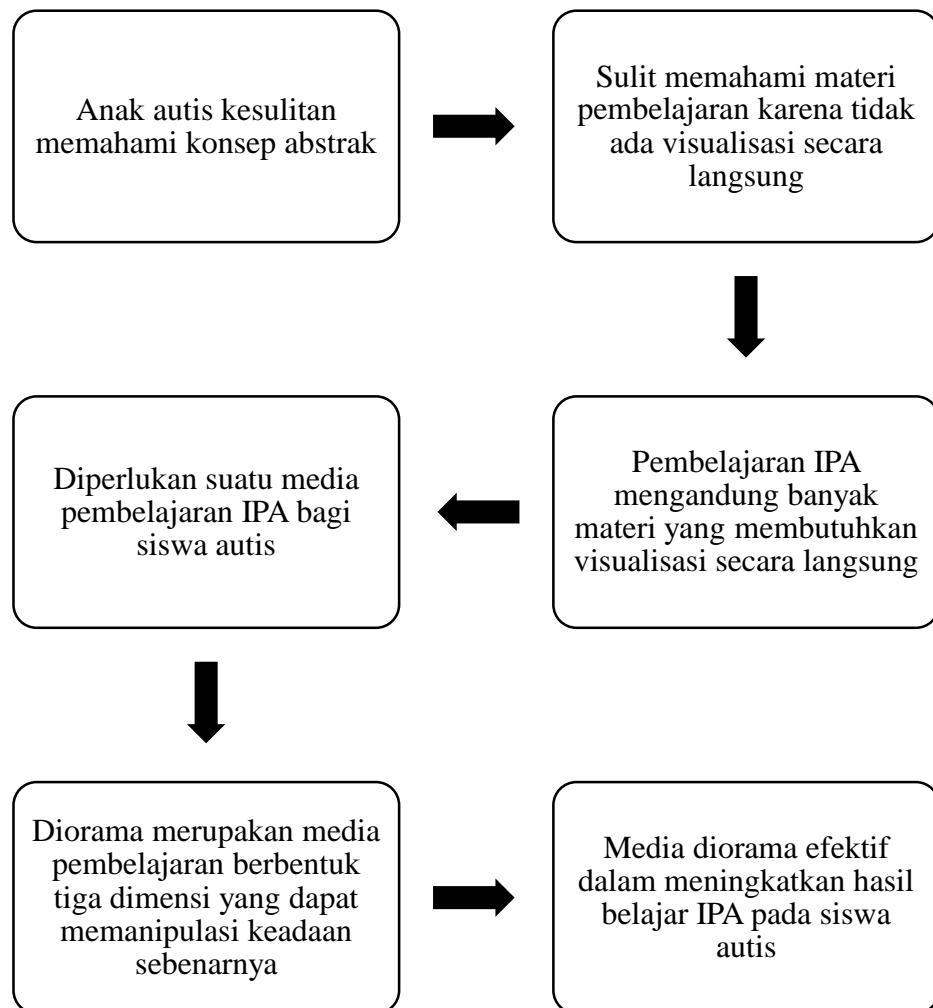 Anak autis kesulitan
memahami konsep abstrak
Sulit memahami materi
pembelajaran karena tidak
ada visualisasi secara
langsung
Pembelajaran IPA
mengandung banyak
materi yang membutuhkan
visualisasi secara langsung
Diperlukan suatu media
pembelajaran IPA bagi
siswa autis
Diorama merupakan media
pembelajaran berbentuk
tiga dimensi yang dapat
memanipulasi keadaan
sebenarnya
Media diorama efektif
dalam meningkatkan hasil
belajar IPA pada siswa
autis